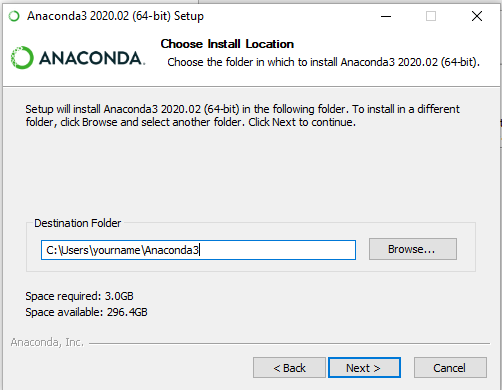 Anaconda3 2020.02 (64-bit) Setup
ANACONDA.
Choose Install Location
Choose the folder in which to install Anaconda3 2020.02 (64-bit).
Setup will install Anaconda3 2020.02 (64-bit) in the following folder. To install in a different
folder, click Browse and select another folder. Click Next to continue.
Destination Folder
C:\Users\yourname\Anaconda3
Browse...
Space required: 3.0GB
Space available: 296.4GB
Anaconda, Inc.
< Back
Next >
Cancel